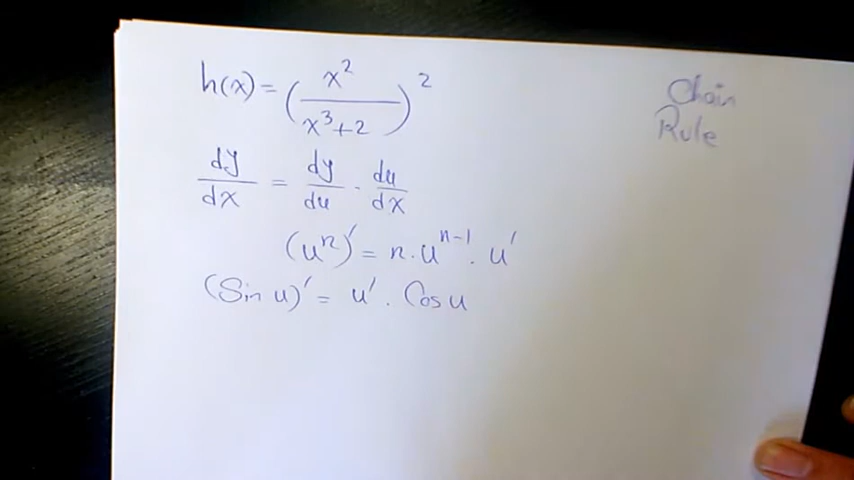 h(x) = (x²/(x³+2))²
Chain
Rule
dy/dx = dy/du · du/dx
(uⁿ)' = n · uⁿ⁻¹ · u'
(Sin u)' = u' · Cos u